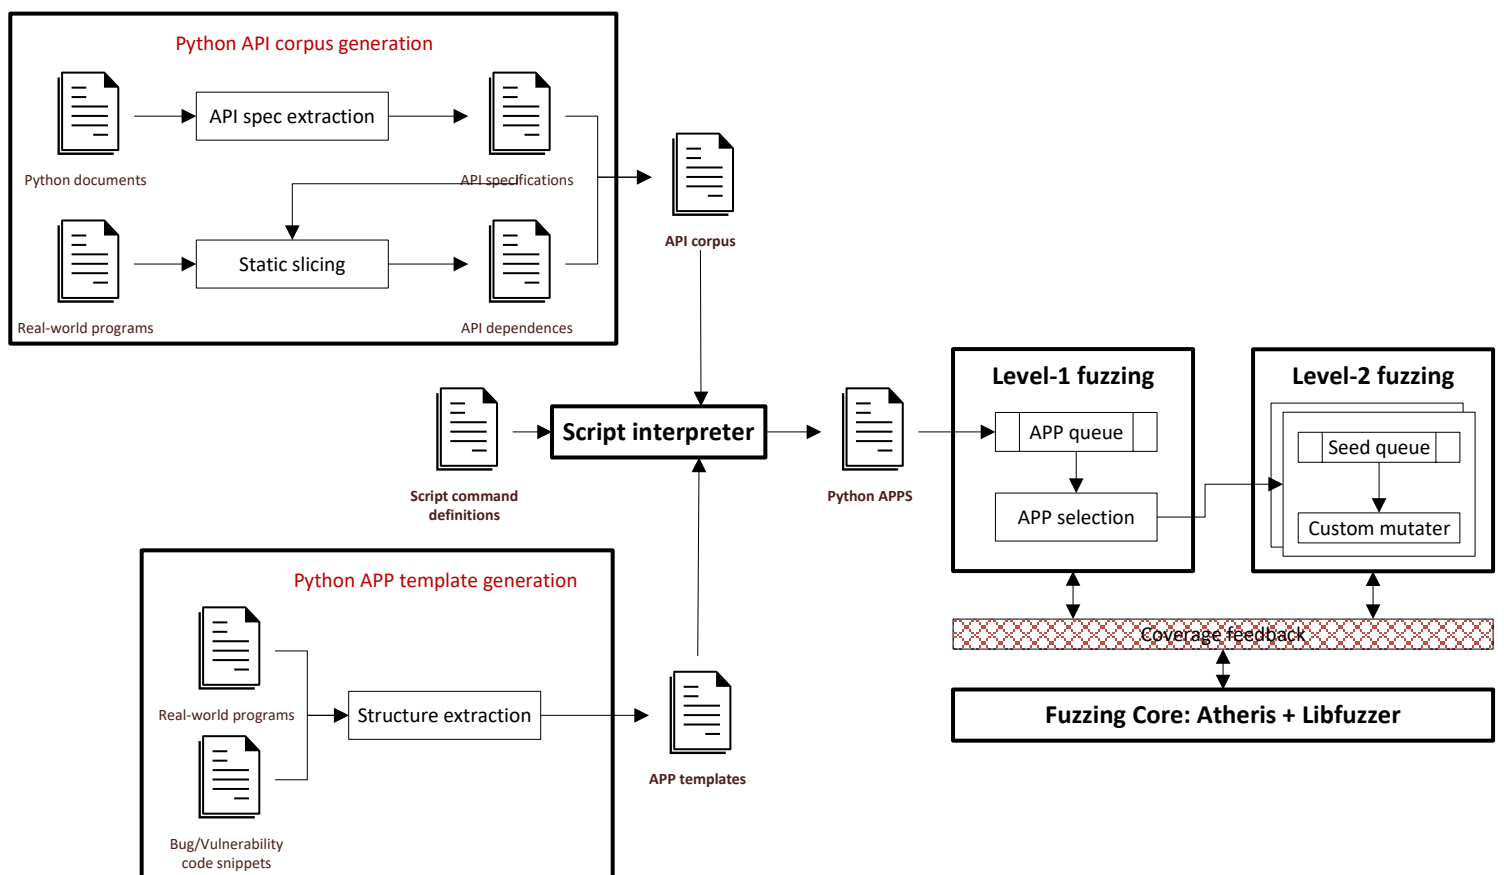 Python API corpus generation
API spec extraction
Python documents
API specifications
Static slicing
Real-world programs
API dependences
API corpus
Script command
definitions
Script interpreter
Python APPS
Level-1 fuzzing
APP queue
APP selection
Level-2 fuzzing
Seed queue
Custom mutater
Coverage feedback
Fuzzing Core: Atheris + Libfuzzer
Python APP template generation
Real-world programs
Structure extraction
Bug/Vulnerability
code snippets
APP templates